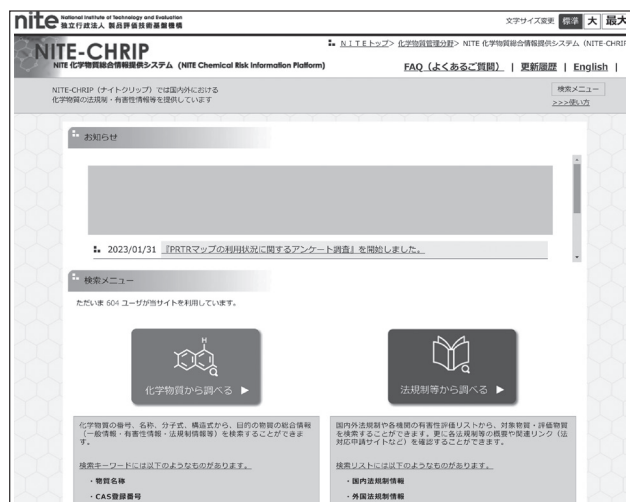 nite National Institute of Technology and Evaluation
独立行政法人 製品評価技術基盤機構
文字サイズ変更 標準 大 最大
NITE-CHRIP
NITE 化学物質総合情報提供システム (NITE Chemical Risk Information Platform)
ＮＩＴＥトップ> 化学物質管理分野> NITE 化学物質総合情報提供システム (NITE-CHRIP
FAQ（よくあるご質問） | 更新履歴 | English |
NITE-CHRIP（ナイトクリップ）では国内外における
化学物質の法規制・有害性情報等を提供しています
検索メニュー
>>>使い方
お知らせ
2023/01/31 『PRTRマップの利用状況に関するアンケート調査』を開始しました。
検索メニュー
ただいま 604 ユーザが当サイトを利用しています。
H
化学物質から調べる ▶
法規制等から調べる ▶
化学物質の番号、名称、分子式、構造式から、目的の物質の総合情報
（一般情報・有害性情報・法規制情報等）を検索することができま
す。
検索キーワードには以下のようなものがあります。
・物質名称
・CAS登録番号
国内外法規制や各機関の有害性評価リストから、対象物質・評価物質
を検索することができます。更に各法規制等の概要や関連リンク（法
対応申請サイトなど）を確認することができます。
検索リストには以下のようなものがあります。
・国内法規制情報
・外国法規制情報